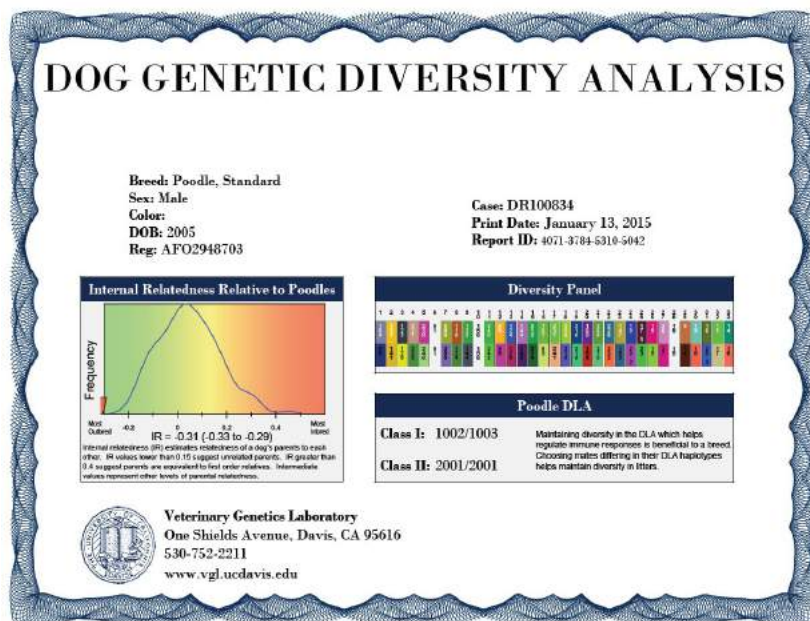 DOG GENETIC DIVERSITY ANALYSIS
Breed: Poodle, Standard
Sex: Male
Color:
DOB: 2005
Reg: AFO2948703
Case: DR100834
Print Date: January 13, 2015
Report ID: 4071-3784-5310-5042
Internal Relatedness Relative to Poodles
Frequency
-0.2 0 0.2 0.4
Most Outbred
Most Inbred
IR = -0.31 (-0.33 to -0.29)
Internal relatedness (IR) estimates relatedness of a dog's parents to each
other. IR values lower than 0.15 suggest unrelated parents. IR greater than
0.4 suggest parents are equivalent to first order relatives. Intermediate
values represent other levels of parental relatedness.
Diversity Panel
Poodle DLA
Class I: 1002/1003
Class II: 2001/2001
Maintaining diversity in the DLA which helps
regulate immune responses is beneficial to a breed.
Choosing mates differing in their DLA haplotypes
helps maintain diversity in litters.
Veterinary Genetics Laboratory
One Shields Avenue, Davis, CA 95616
530-752-2211
www.vgl.ucdavis.edu